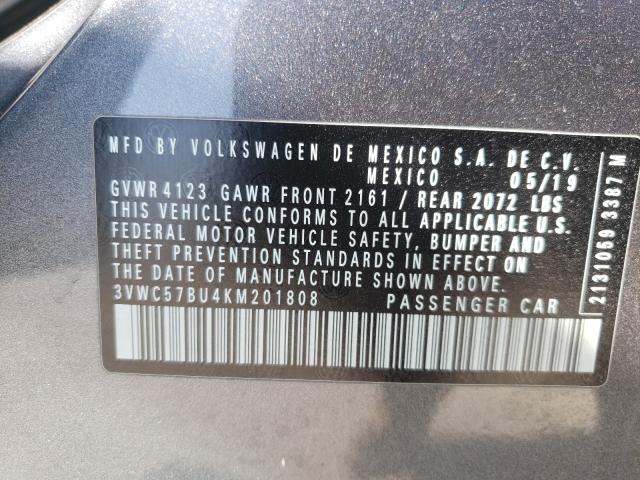 MFD BY VOLKSWAGEN DE MEXICO S.A. DE C.V.
MEXICO 05/19
GVWR 4123 GAWR FRONT 2161 / REAR 2072 LBS
THIS VEHICLE CONFORMS TO ALL APPLICABLE U.S.
FEDERAL MOTOR VEHICLE SAFETY, BUMPER AND
THEFT PREVENTION STANDARDS IN EFFECT ON
THE DATE OF MANUFACTURE SHOWN ABOVE.
3VWC57BU4KM201808 PASSENGER CAR
2131059 3387 M